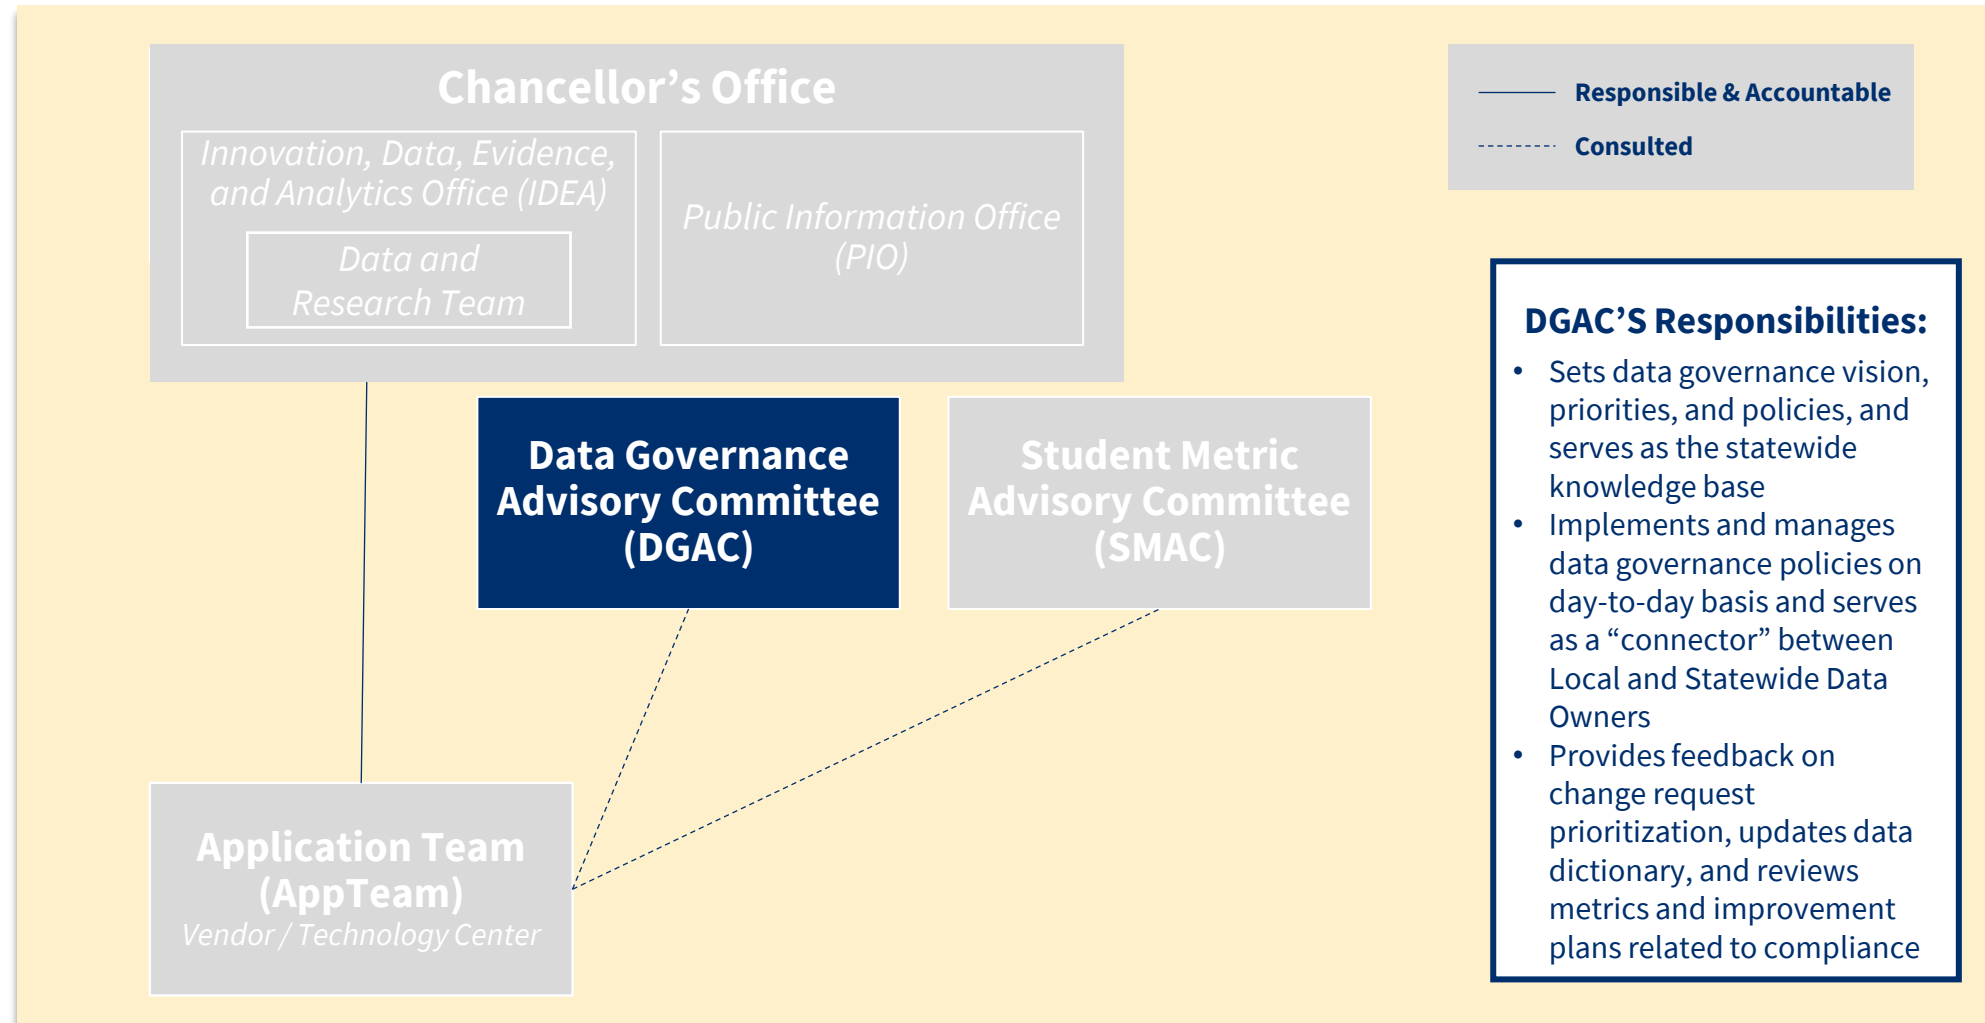 Chancellor’s Office
Innovation, Data, Evidence,
and Analytics Office (IDEA)
Data and
Research Team
Public Information Office
(PIO)
Responsible & Accountable
Consulted
Data Governance
Advisory Committee
(DGAC)
Student Metric
Advisory Committee
(SMAC)
Application Team
(AppTeam)
Vendor / Technology Center
DGAC’S Responsibilities:
• Sets data governance vision,
priorities, and policies, and
serves as the statewide
knowledge base
• Implements and manages
data governance policies on
day-to-day basis and serves
as a “connector” between
Local and Statewide Data
Owners
• Provides feedback on
change request
prioritization, updates data
dictionary, and reviews
metrics and improvement
plans related to compliance